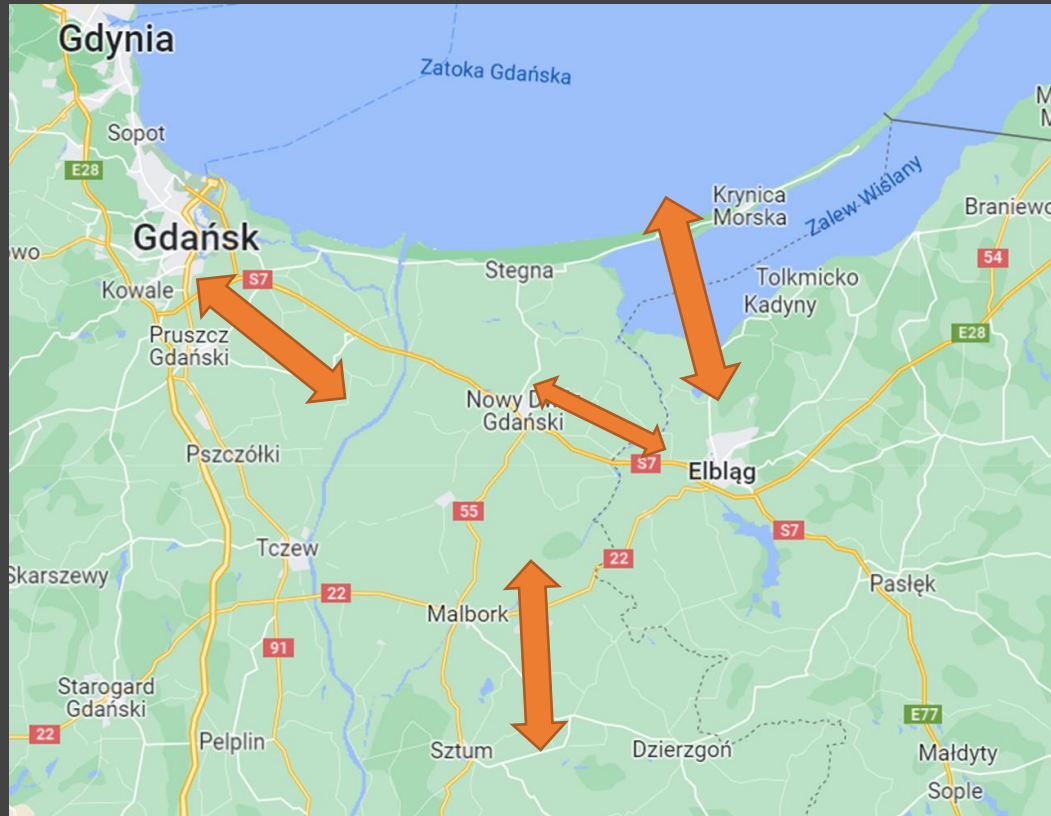 Gdynia
Zatoka Gdańska
Sopot
E28
Krynica
Morska
Zalew Wiślany
54
Gdańsk
Stegna
Kowale
S7
Tolkmicko
Kadyny
Pruszcz
Gdański
E28
Nowy
Gdański
Pszczółki
S7
Elbląg
55
S7
Tczew
22
Skarszewy
22
Pasłęk
Malbork
91
Starogard
Gdański
22
Pelplin
E77
Sztum
Dzierzgoń
Małdyty
Sople